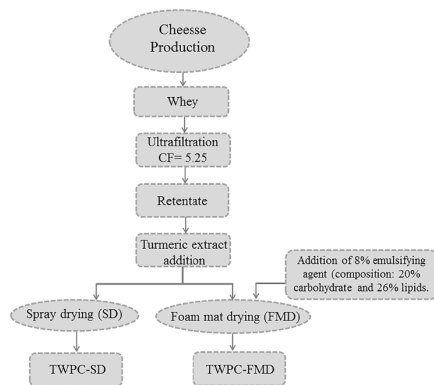 Cheesse
Production
Whey
Ultrafiltration
CF= 5.25
Retentate
Turmeric extract
addition
Addition of 8% emulsifying
agent (composition: 20%
carbohydrate and 26% lipids.
Spray drying (SD)
Foam mat drying (FMD)
TWPC-SD
TWPC-FMD